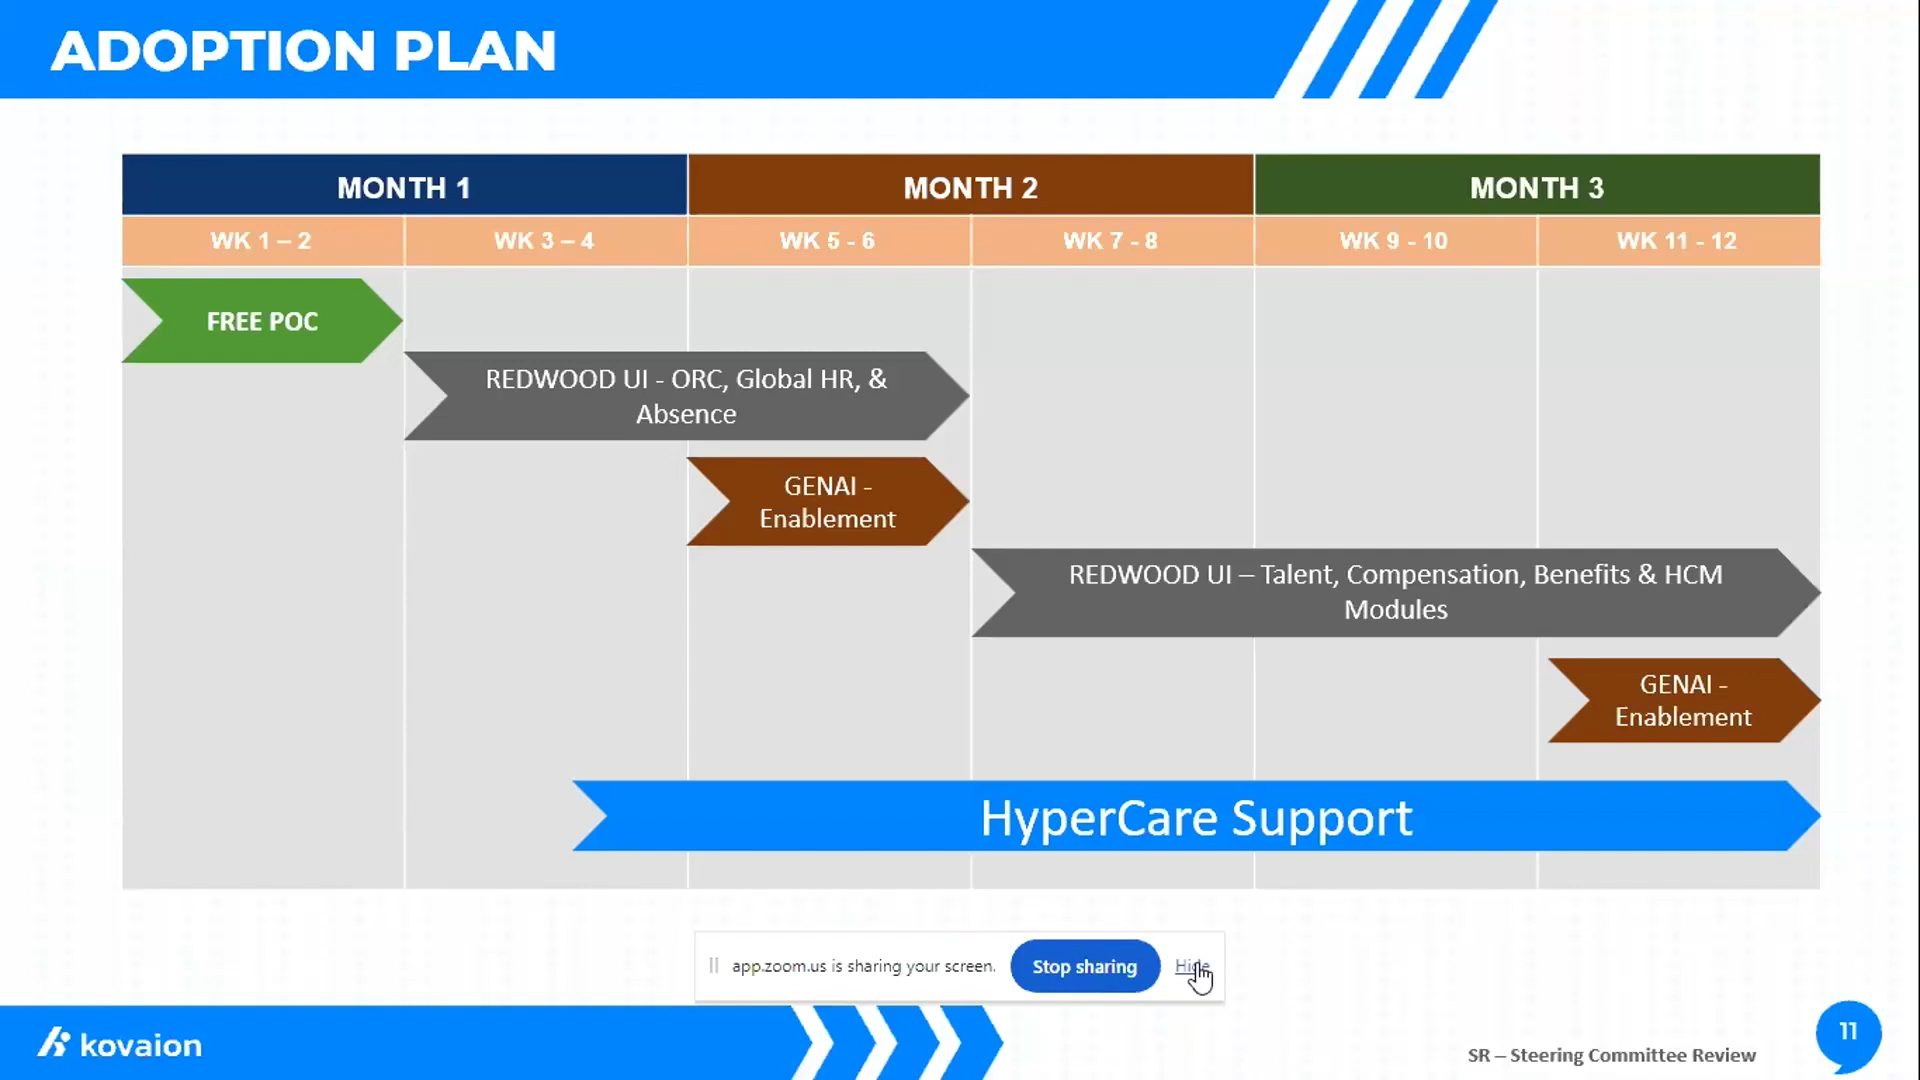 ADOPTION PLAN
MONTH 1
MONTH 2
MONTH 3
WK 1 – 2
WK 3 – 4
WK 5 - 6
WK 7 - 8
WK 9 - 10
WK 11 - 12
FREE POC
REDWOOD UI - ORC, Global HR, &
Absence
GENAI -
Enablement
REDWOOD UI – Talent, Compensation, Benefits & HCM
Modules
GENAI -
Enablement
HyperCare Support
app.zoom.us is sharing your screen.
Stop sharing
Hide
kovaion
SR – Steering Committee Review
11